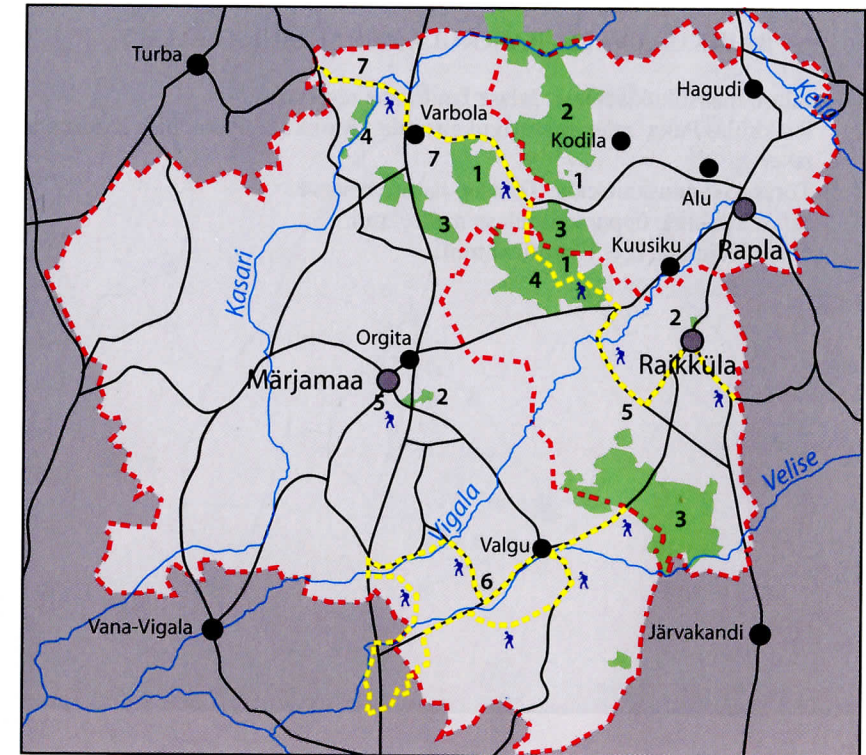 Turba
7
Hagudi
Keila
Varbola
2
Kodila
4
7
1
1
Alu
3
3
Kuusiku
Rapla
Kasari
4
1
2
Orgita
Raikküla
Märjamaa
5
2
5
Velise
Vigala
3
Valgu
6
Vana-Vigala
Järvakandi